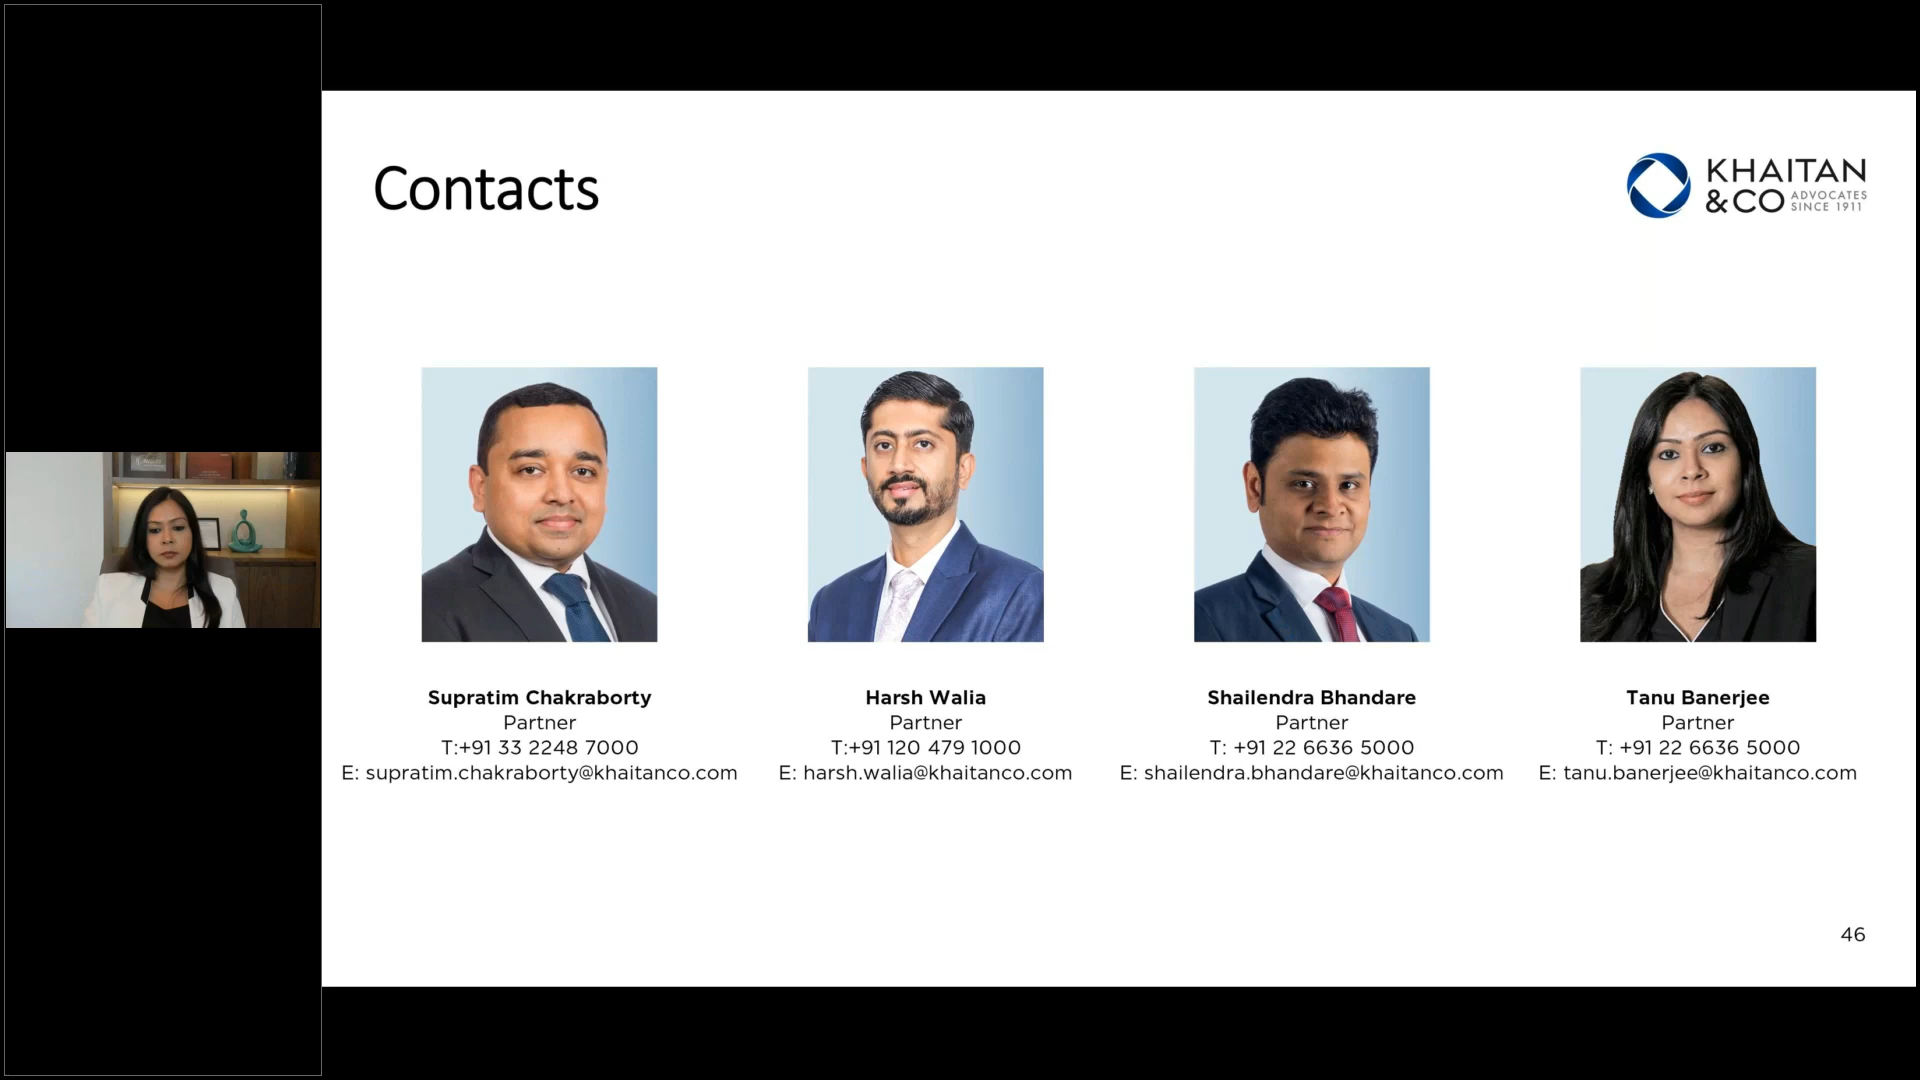 Contacts
KHAITAN
&CO ADVOCATES
SINCE 1911
Supratim Chakraborty
Partner
T:+91 33 2248 7000
E: supratim.chakraborty@khaitanco.com
Harsh Walia
Partner
T:+91 120 479 1000
E: harsh.walia@khaitanco.com
Shailendra Bhandare
Partner
T: +91 22 6636 5000
E: shailendra.bhandare@khaitanco.com
Tanu Banerjee
Partner
T: +91 22 6636 5000
E: tanu.banerjee@khaitanco.com
46